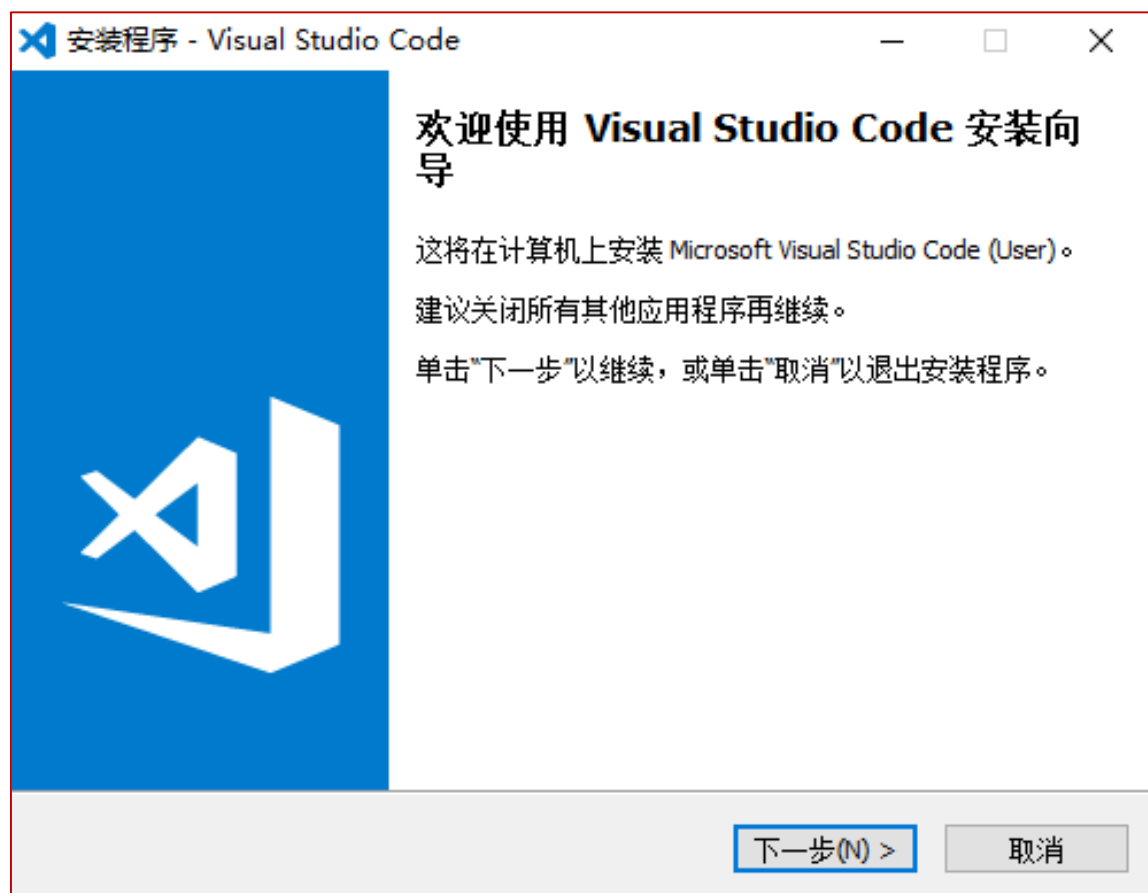 安装程序 - Visual Studio Code
欢迎使用 Visual Studio Code 安装向
导
这将在计算机上安装 Microsoft Visual Studio Code (User)。
建议关闭所有其他应用程序再继续。
单击"下一步"以继续，或单击"取消"以退出安装程序。
下一步(N) >
取消